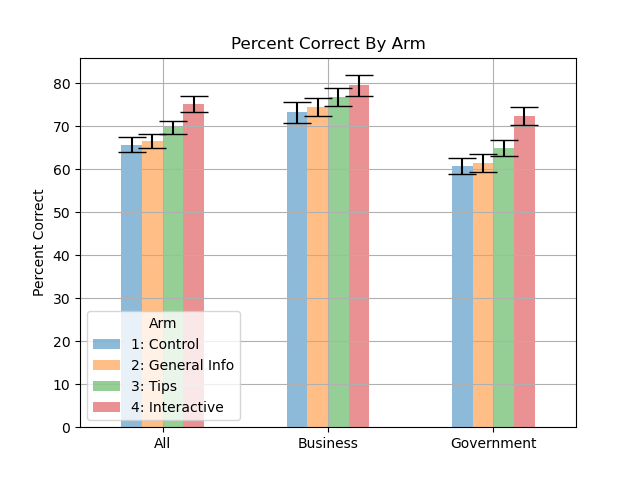 Percent Correct By Arm
Percent Correct
80
70
60
50
40
30
20
10
0
Arm
1: Control
2: General Info
3: Tips
4: Interactive
All
Business
Government